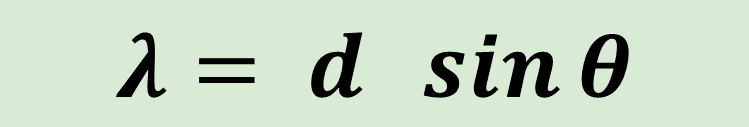 λ = d sin θ